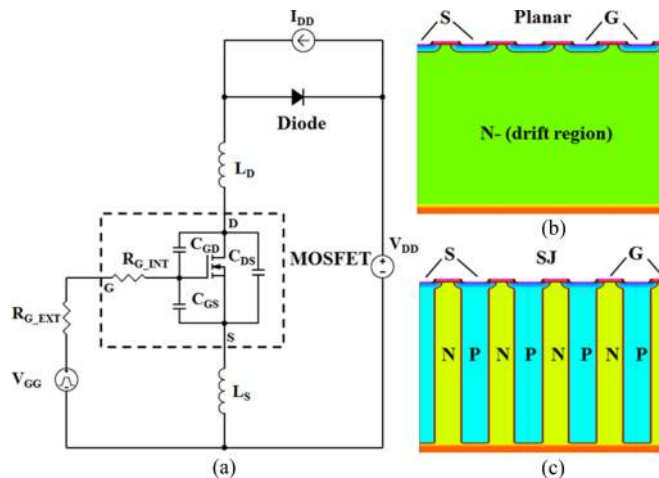 I_DD
Diode
L_D
D
C_GD
C_DS
MOSFET
V_DD
R_G_INT
G
C_GS
S
R_G_EXT
V_GG
L_S
(a)
S Planar G
N- (drift region)
(b)
S SJ G
N P N P N P N
(c)